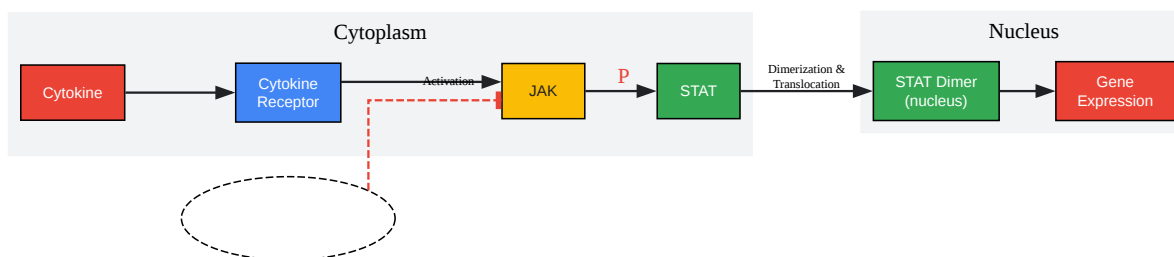 Cytoplasm
Nucleus
Cytokine
Cytokine
Receptor
Activation
JAK
P
STAT
Dimerization &
Translocation
STAT Dimer
(nucleus)
Gene
Expression